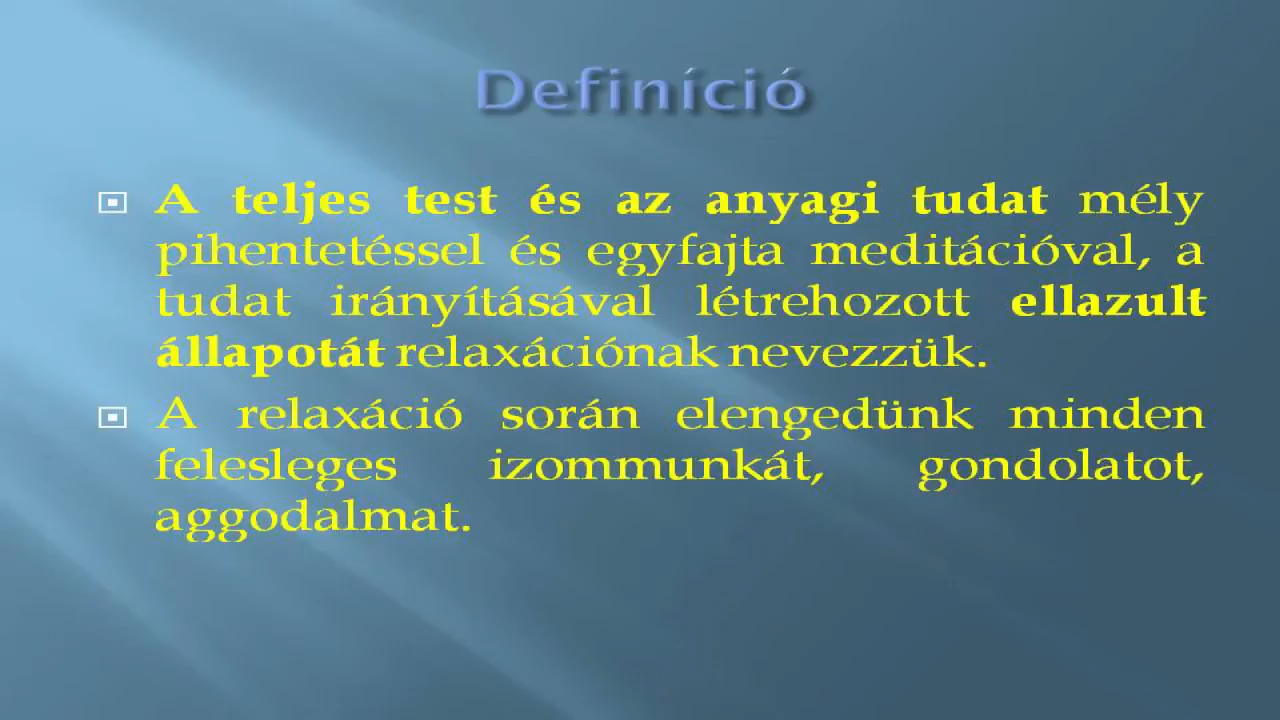 Definíció
A teljes test és az anyagi tudat mély
pihentetéssel és egyfajta meditációval, a
tudat irányításával létrehozott ellazult
állapotát relaxációnak nevezzük.
A relaxáció során elengedünk minden
felesleges izommunkát, gondolatot,
aggodalmat.